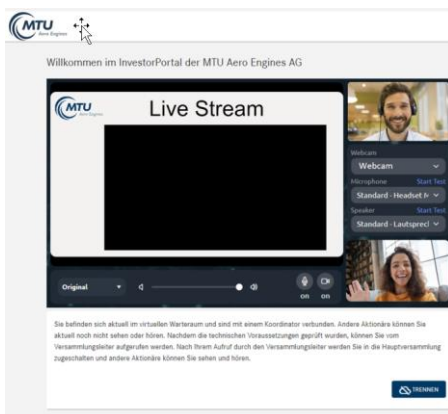 MTU
Aero Engines
Willkommen im InvestorPortal der MTU Aero Engines AG
MTU
Aero Engines
Live Stream
Webcam
Webcam
Microphone Start Test
Standard - Headset
Speaker Start Test
Standard - Lautsprecl
Original
on on
Sie befinden sich aktuell im virtuellen Warteraum und sind mit einem Koordinator verbunden. Andere Aktionäre können Sie
aktuell noch nicht sehen oder hören. Nachdem die technischen Voraussetzungen geprüft wurden, können Sie vom
Versammlungsleiter aufgerufen werden. Nach Ihrem Aufruf durch den Versammlungsleiter werden Sie in die Hauptversammlung
zugeschalten und andere Aktionäre können Sie sehen und hören.
TRENNEN